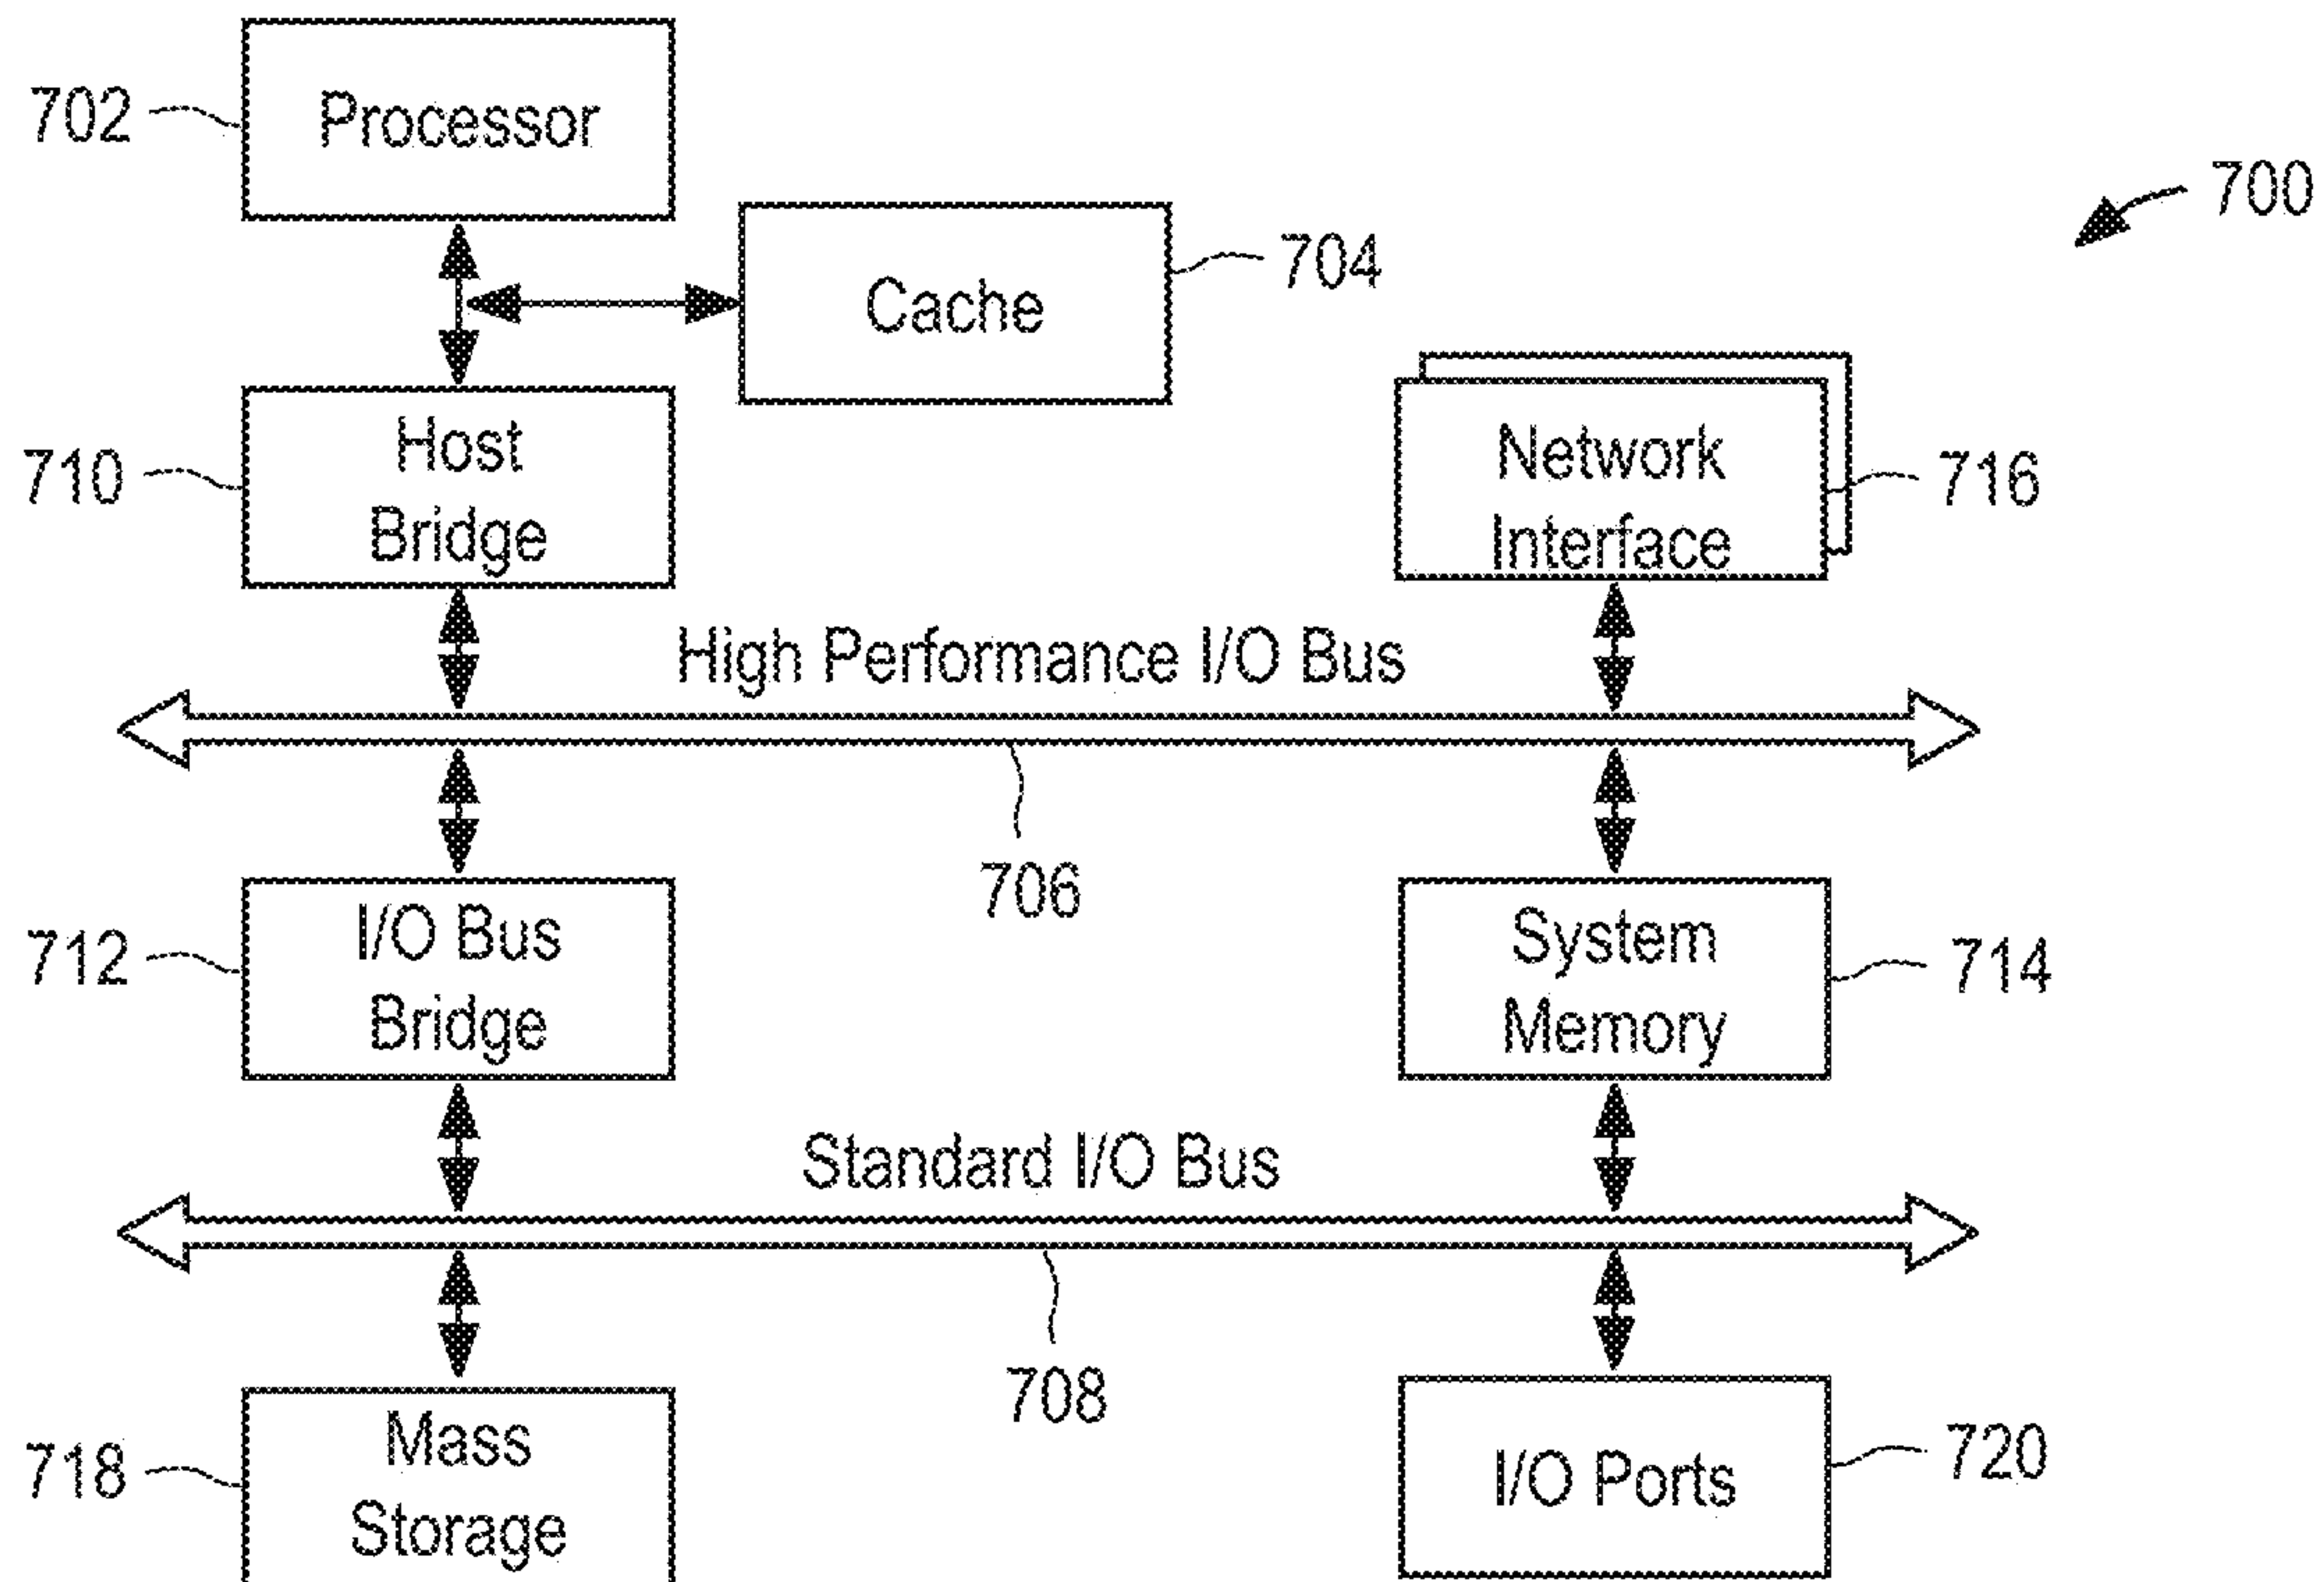 702
Processor
700
704
Cache
710
Host
Bridge
Network
Interface
716
High Performance I/O Bus
706
712
I/O Bus
Bridge
System
Memory
714
Standard I/O Bus
708
718
Mass
Storage
I/O Ports
720